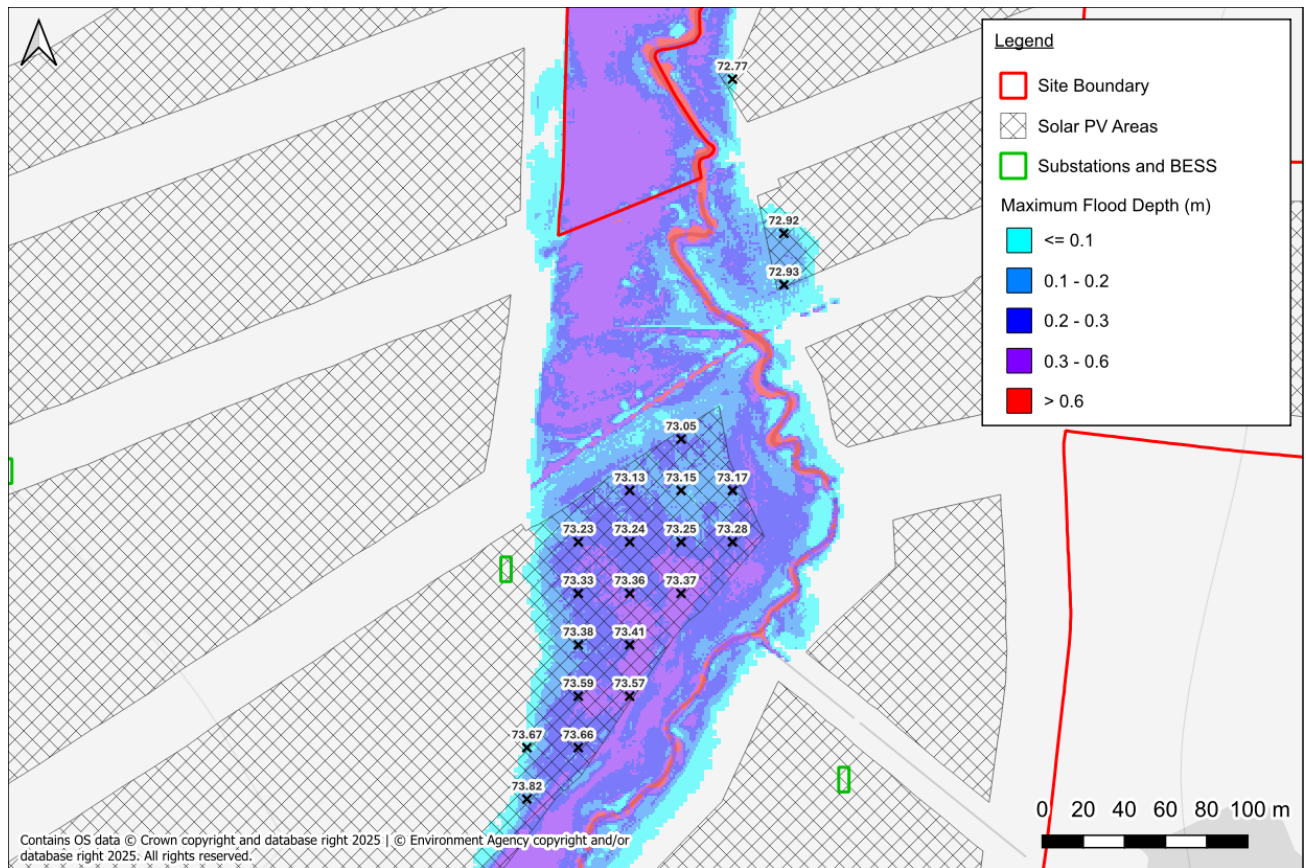 Legend
Site Boundary
Solar PV Areas
Substations and BESS
Maximum Flood Depth (m)
<= 0.1
0.1 - 0.2
0.2 - 0.3
0.3 - 0.6
> 0.6
72.77
72.92
72.93
73.05
73.13 73.15 73.17
73.23 73.24 73.25 73.28
73.33 73.36 73.37
73.38 73.41
73.59 73.57
73.67 73.66
73.82
0 20 40 60 80 100 m
Contains OS data © Crown copyright and database right 2025 | © Environment Agency copyright and/or
database right 2025. All rights reserved.